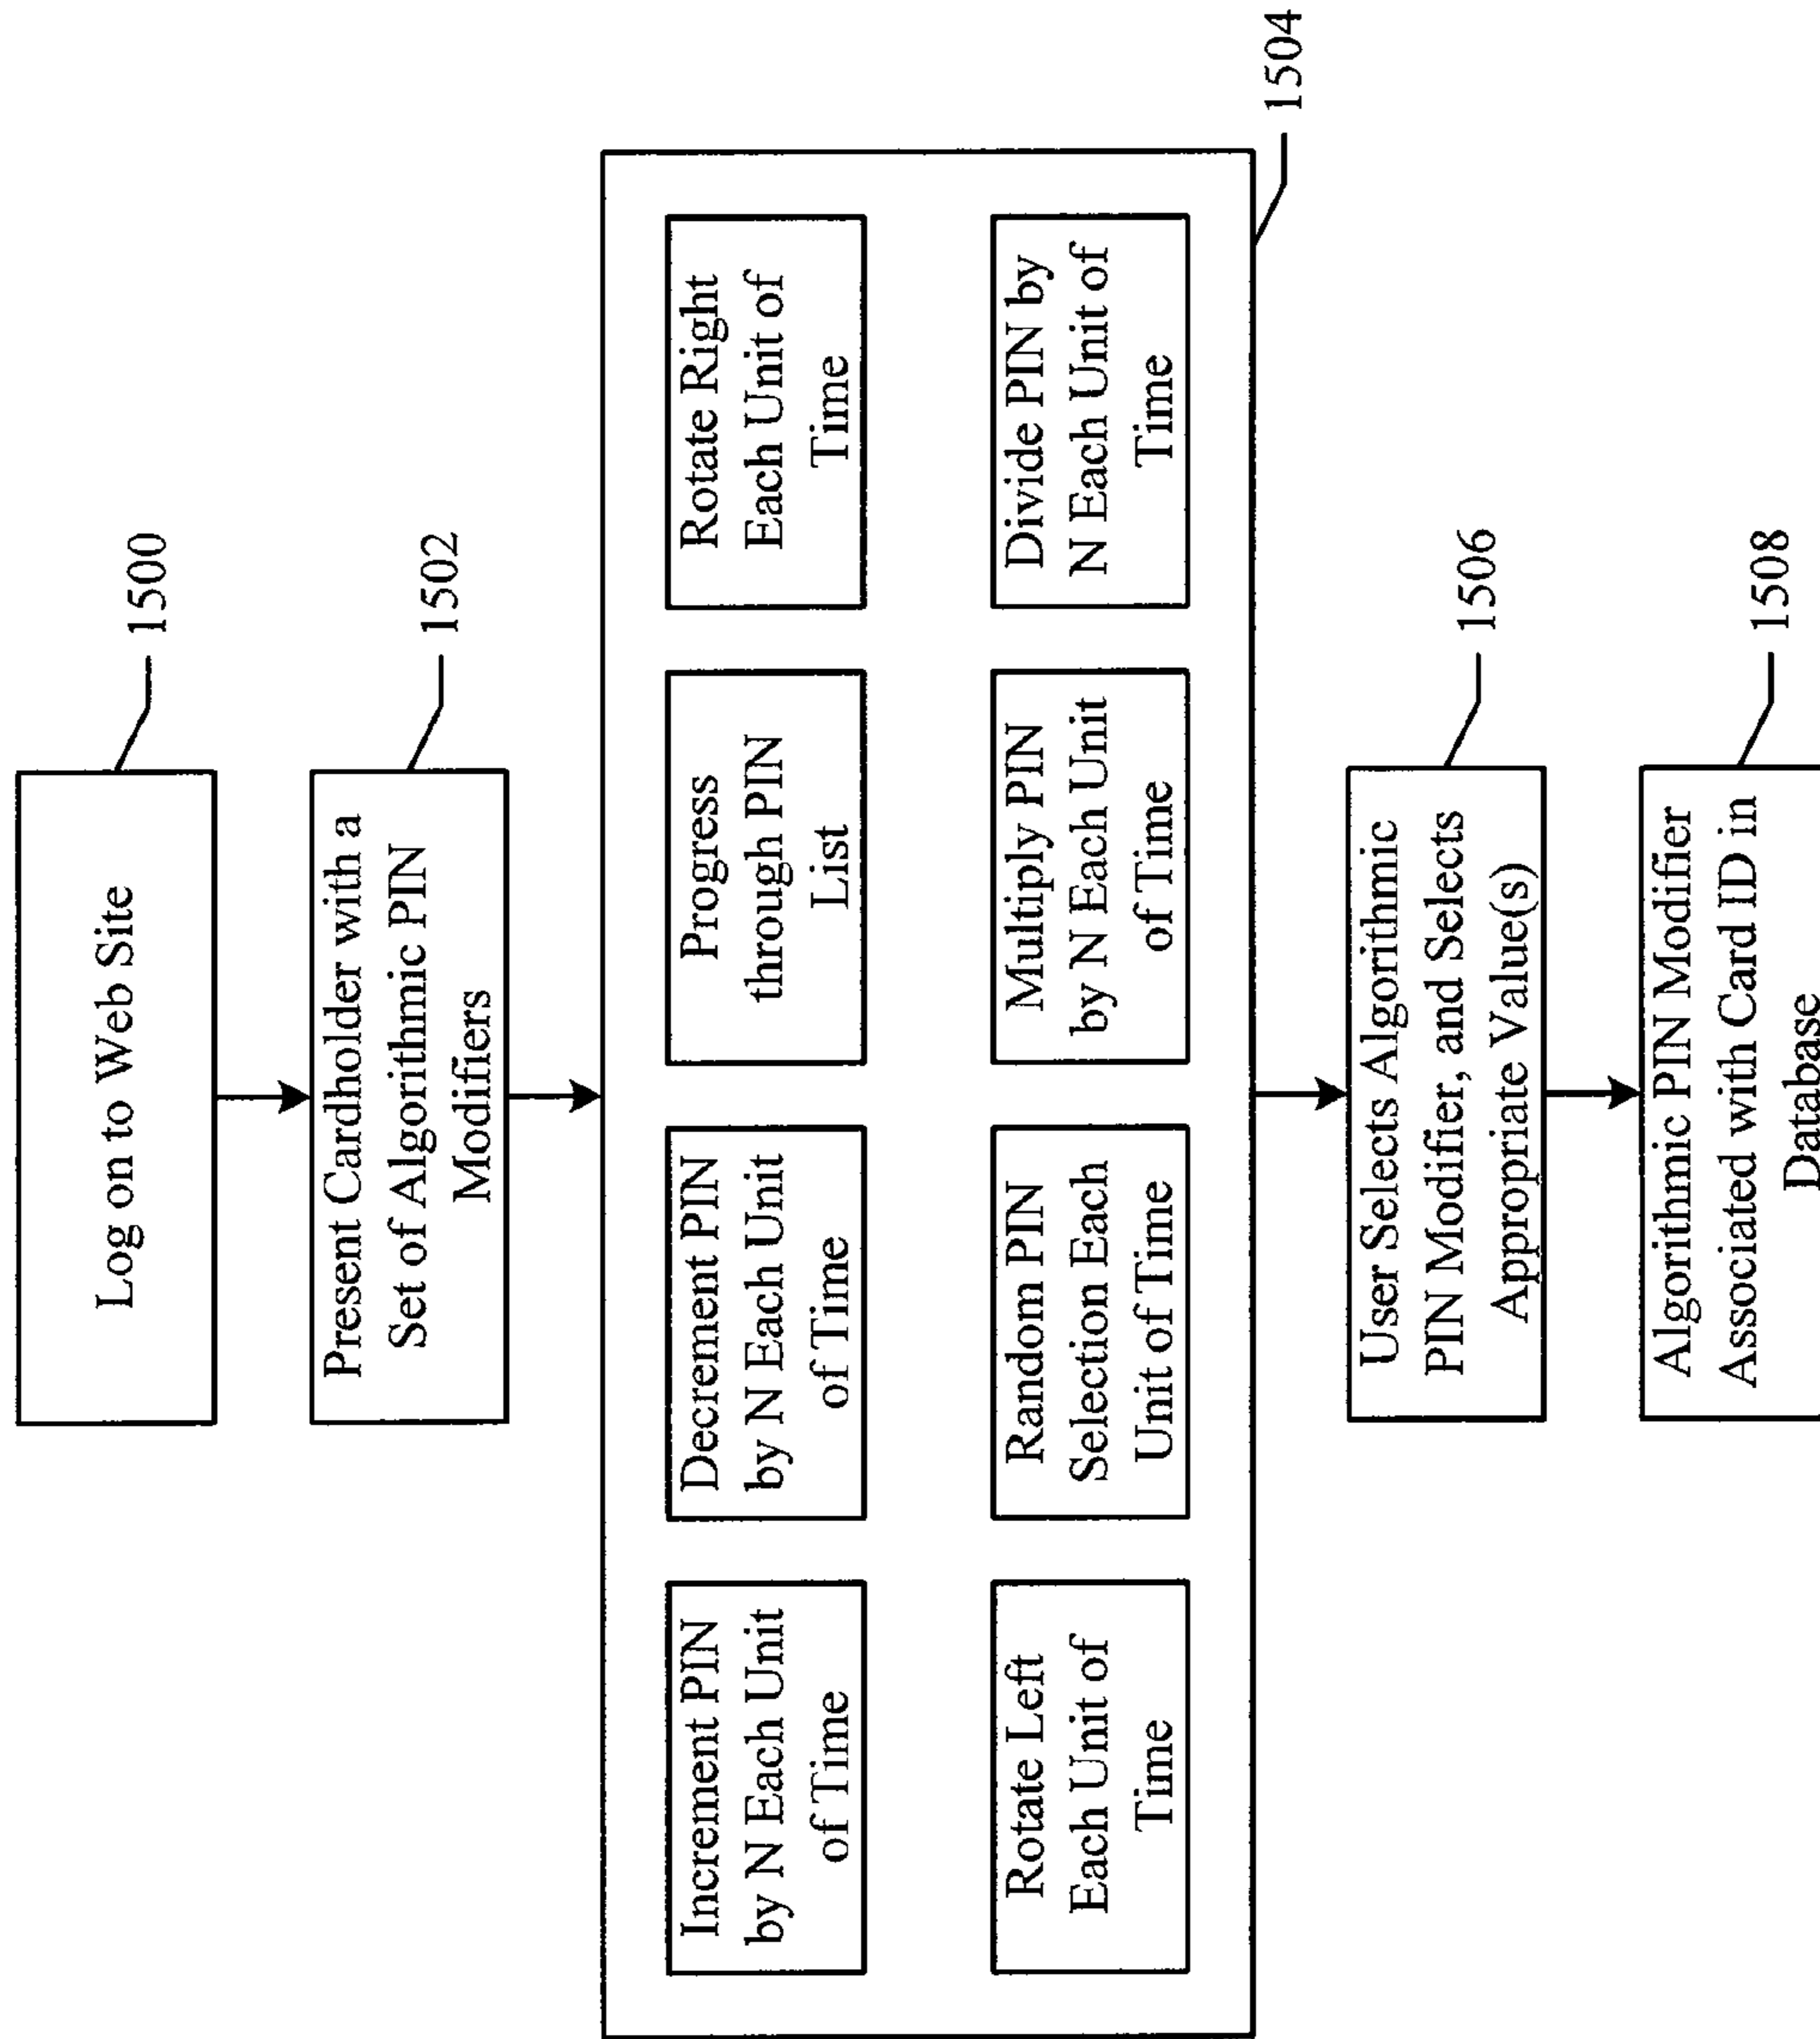 Log on to Web Site
1500
Present Cardholder with a
Set of Algorithmic PIN
Modifiers
1502
Increment PIN
by N Each Unit
of Time
Decrement PIN
by N Each Unit
of Time
Progress
through PIN
List
Rotate Right
Each Unit of
Time
Rotate Left
Each Unit of
Time
Random PIN
Selection Each
Unit of Time
Multiply PIN
by N Each Unit
of Time
Divide PIN by
N Each Unit of
Time
1504
User Selects Algorithmic
PIN Modifier, and Selects
Appropriate Value(s)
1506
Algorithmic PIN Modifier
Associated with Card ID in
Database
1508